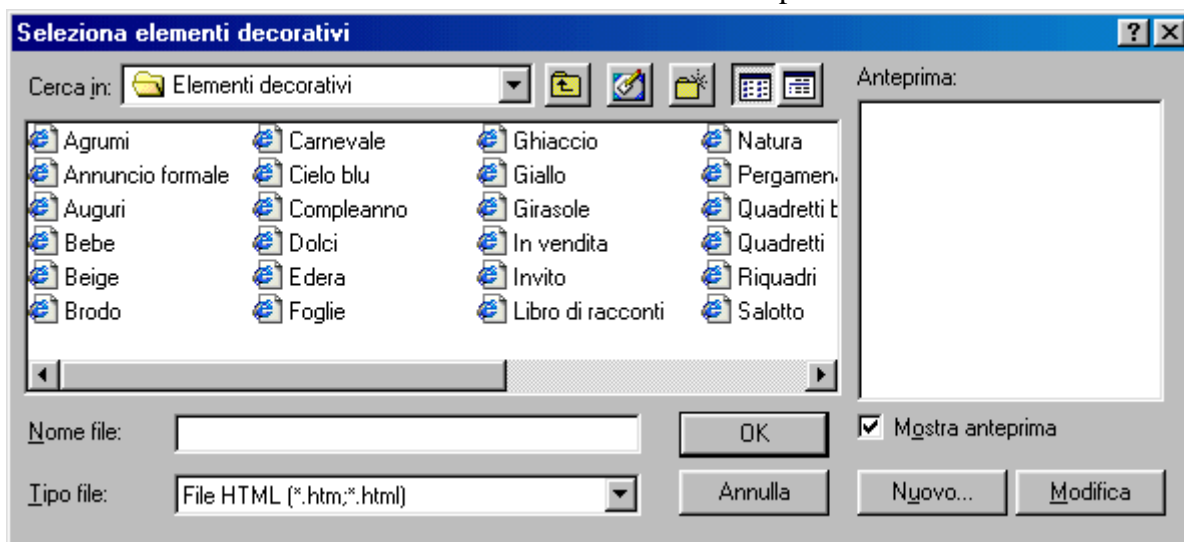 Seleziona elementi decorativi
Cerca in: Elementi decorativi
Anteprima:
Agrumi
Annuncio formale
Auguri
Bebe
Beige
Brodo
Carnevale
Cielo blu
Compleanno
Dolci
Edera
Foglie
Ghiaccio
Giallo
Girasole
In vendita
Invito
Libro di racconti
Natura
Quadretti
Quadretti
Riquadri
Salotto
Nome file:
OK
Mostra anteprima
Tipo file: File HTML (*.htm;*.html)
Annulla
Nuovo...
Modifica